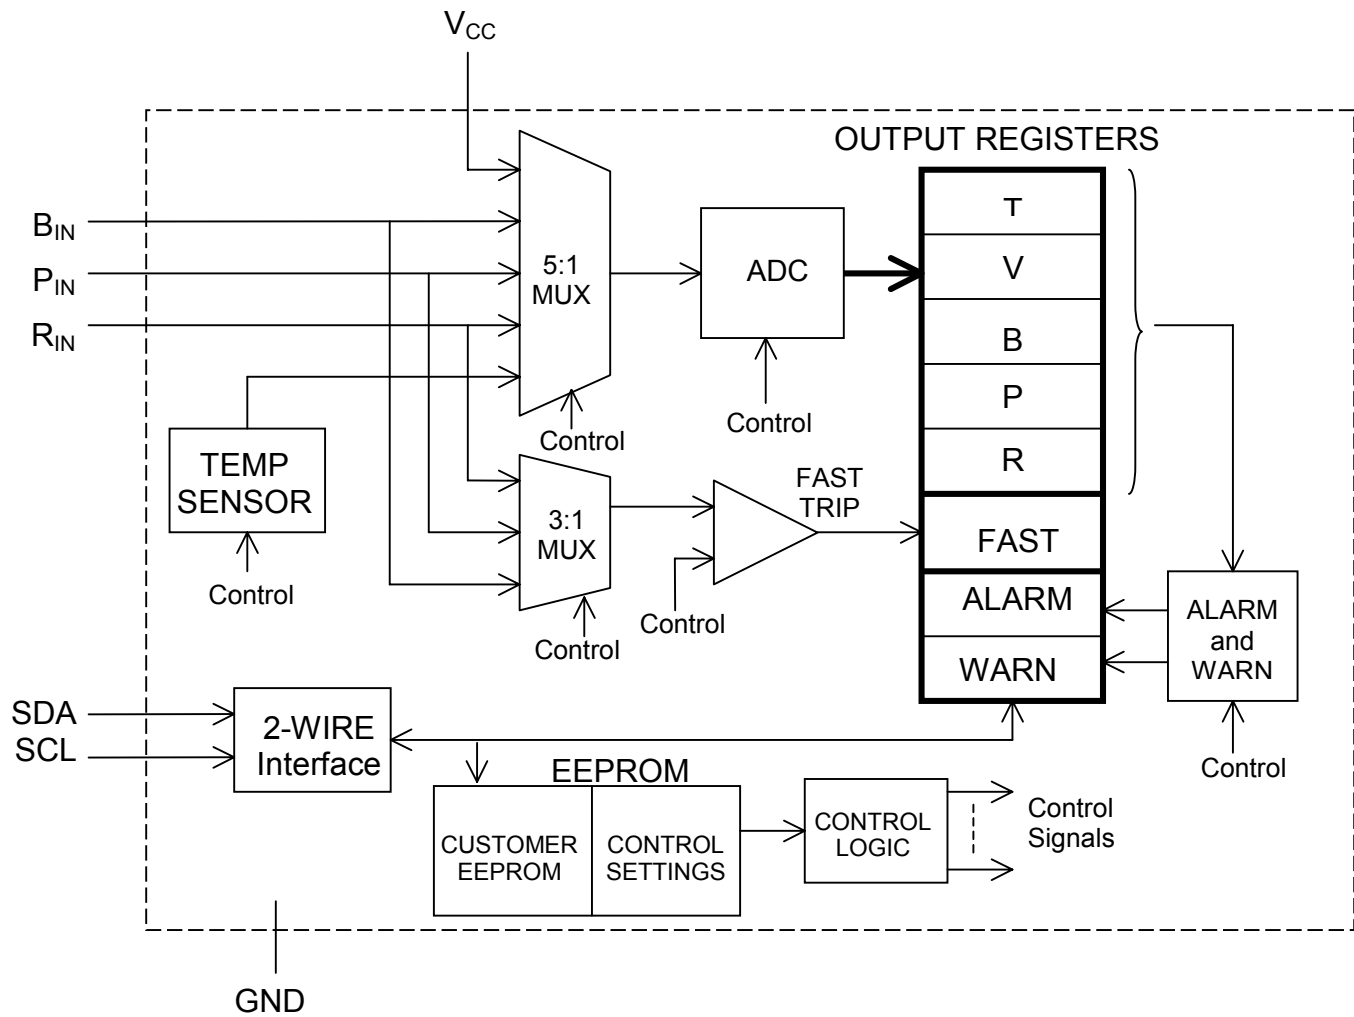 VCC
OUTPUT REGISTERS
BIN
PIN
RIN
5:1
MUX
ADC
T
V
B
P
R
Control
Control
TEMP
SENSOR
Control
3:1
MUX
Control
Control
FAST
TRIP
FAST
ALARM
WARN
ALARM
and
WARN
Control
SDA
SCL
2-WIRE
Interface
EEPROM
CUSTOMER
EEPROM
CONTROL
SETTINGS
CONTROL
LOGIC
Control
Signals
GND